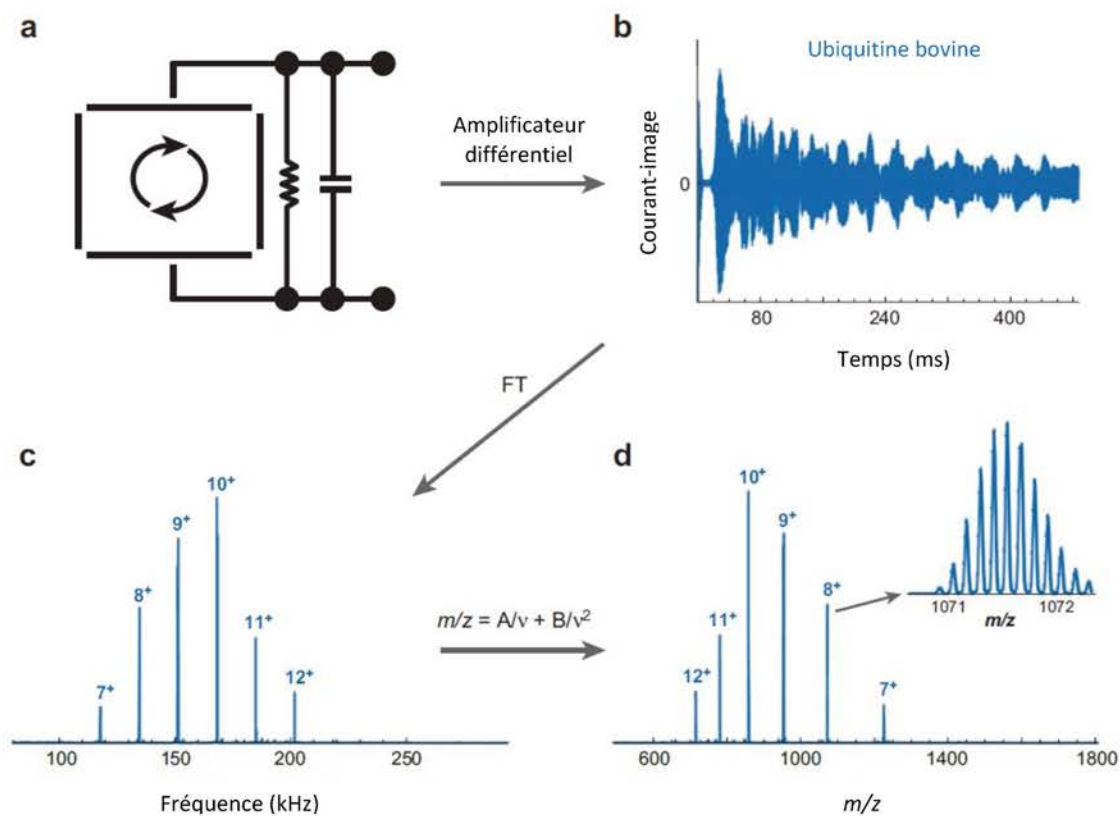 a
Amplificateur
différentiel
b
Ubiquitine bovine
Courant-image
0
80 240 400
Temps (ms)
FT
c
7+
8+
9+
10+
11+
12+
100 150 200 250
Fréquence (kHz)
m/z = A/ν + B/ν²
d
12+
11+
10+
9+
8+
7+
1071 1072
m/z
600 1000 1400 1800
m/z